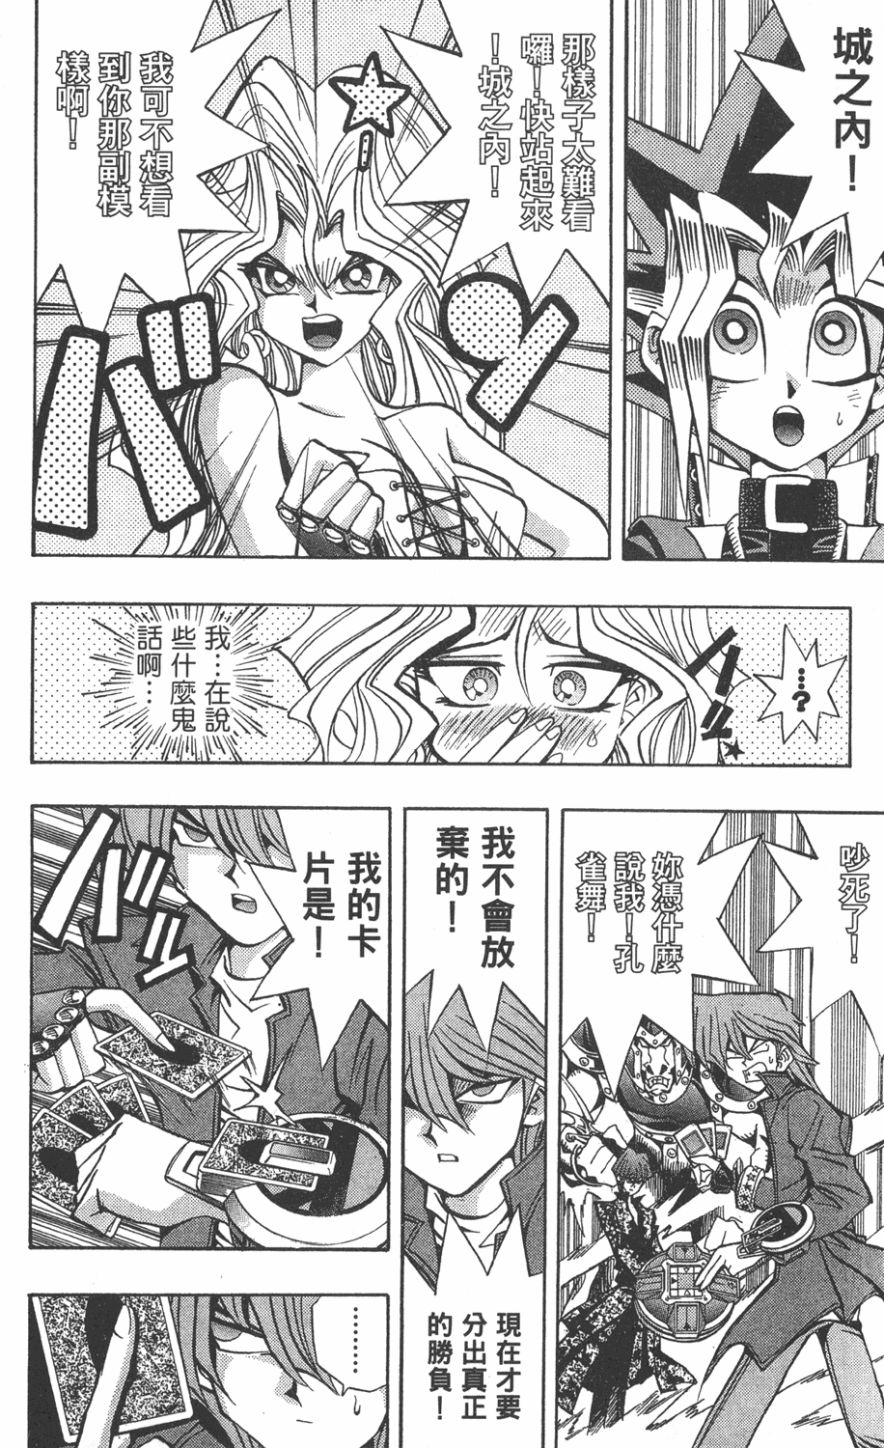 城之內！
那樣子太難看
囉！快站起來
！城之內！
我可不想看
到你那副模
樣啊！
バン
…？
我…在說
些什麼鬼
話啊…
吵死了！
妳憑什麼
說我！孔
雀舞！
我不會放
棄的！
現在才要
分出真正
的勝負！
我的卡
片是！
………